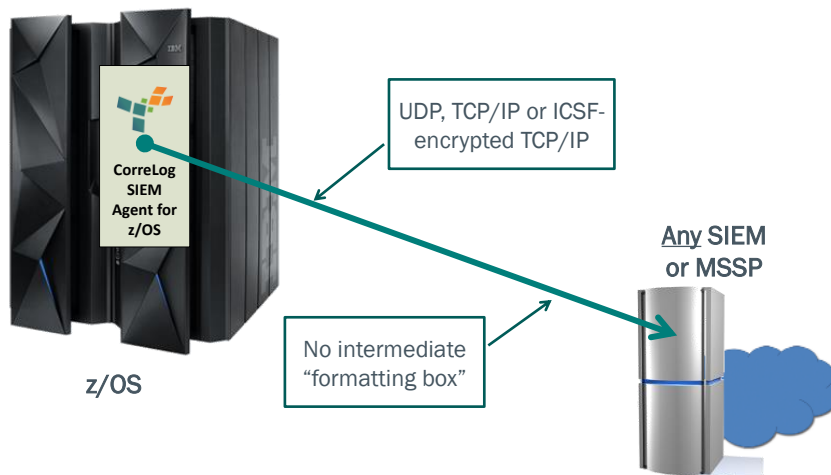 IBM
CorreLog
SIEM
Agent for
z/OS
UDP, TCP/IP or ICSF-
encrypted TCP/IP
Any SIEM
or MSSP
No intermediate
“formatting box”
z/OS